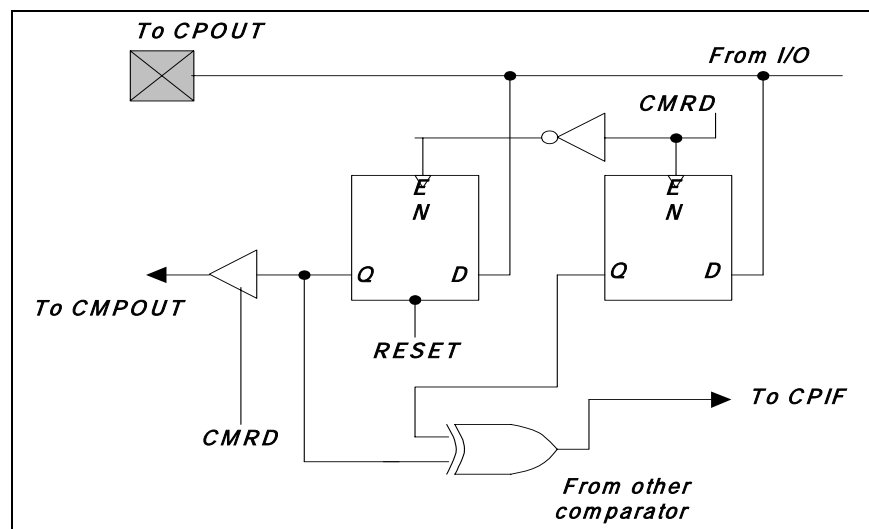 To CPOUT
From I/O
CMRD
E
N
E
N
Q
D
Q
D
To CMPOUT
RESET
To CPIF
CMRD
From other
comparator